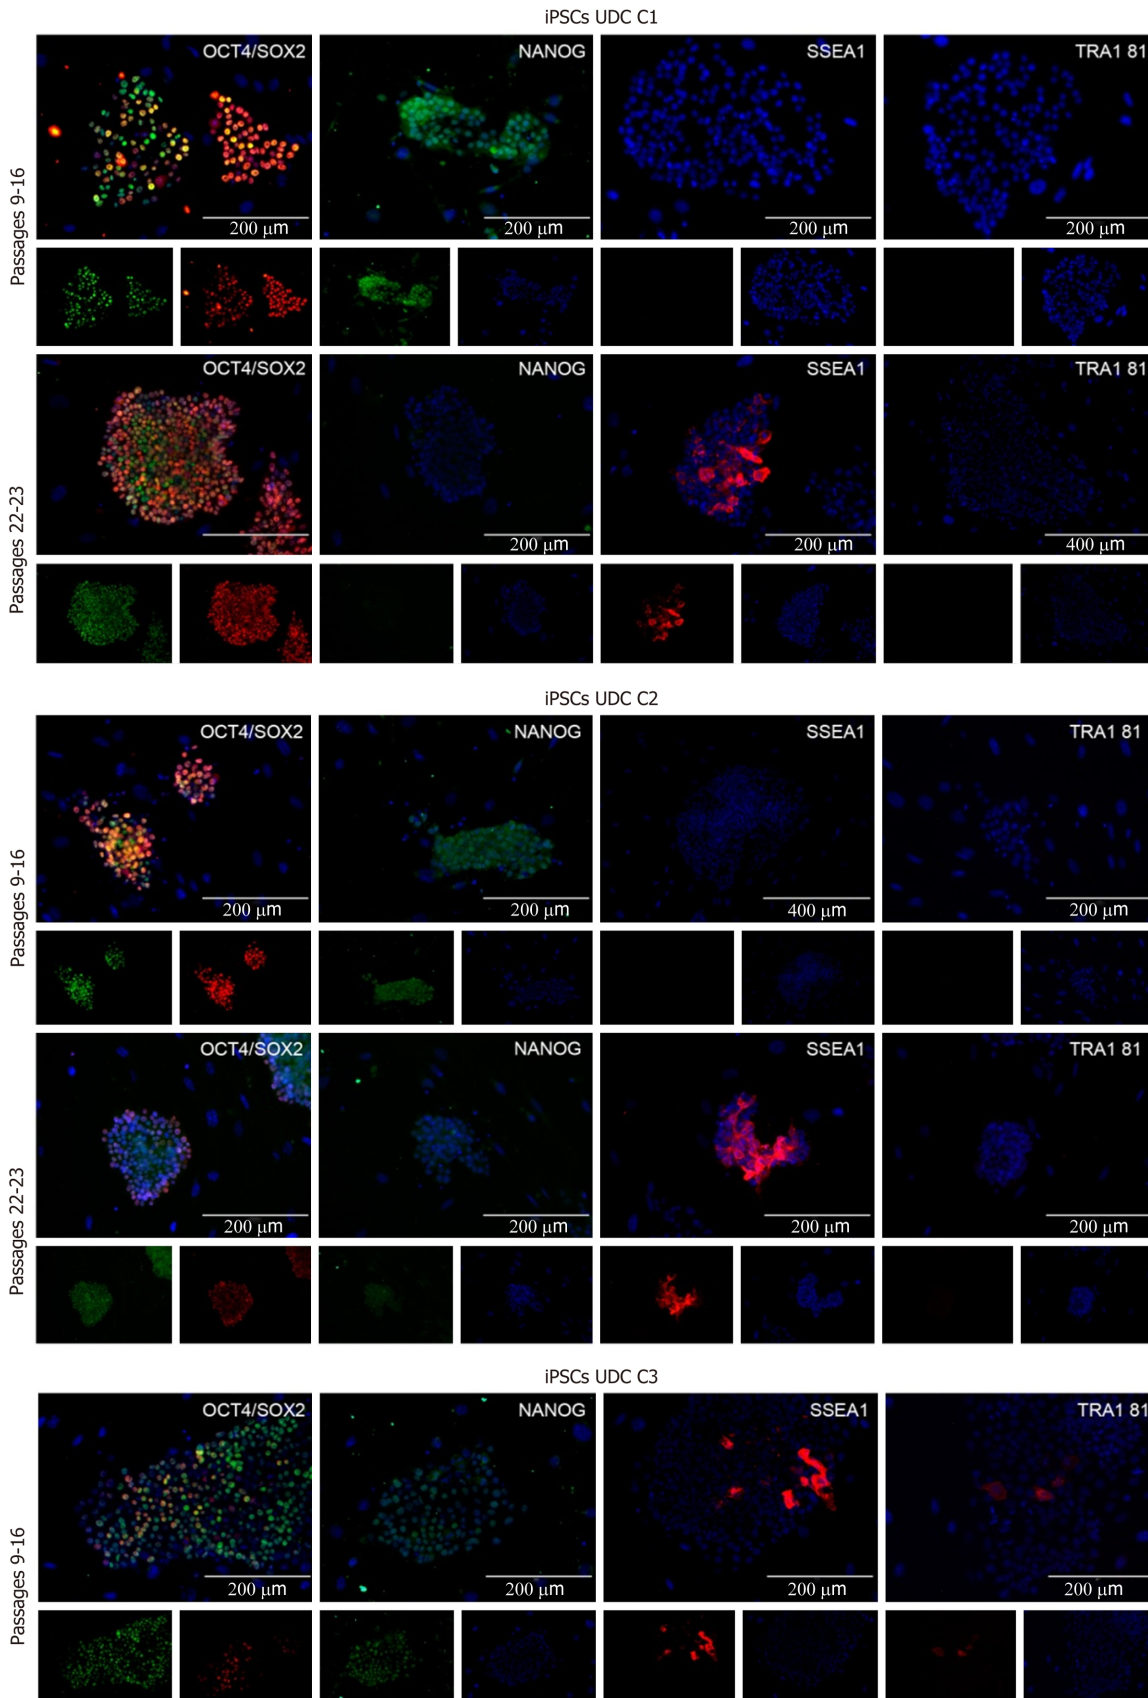 iPSCs UDC C1
Passages 9-16
OCT4/SOX2 NANOG SSEA1 TRA1 81
200 μm 200 μm 200 μm 200 μm
Passages 22-23
OCT4/SOX2 NANOG SSEA1 TRA1 81
200 μm 200 μm 400 μm
iPSCs UDC C2
Passages 9-16
OCT4/SOX2 NANOG SSEA1 TRA1 81
200 μm 200 μm 400 μm 200 μm
Passages 22-23
OCT4/SOX2 NANOG SSEA1 TRA1 81
200 μm 200 μm 200 μm 200 μm
iPSCs UDC C3
Passages 9-16
OCT4/SOX2 NANOG SSEA1 TRA1 81
200 μm 200 μm 200 μm 200 μm